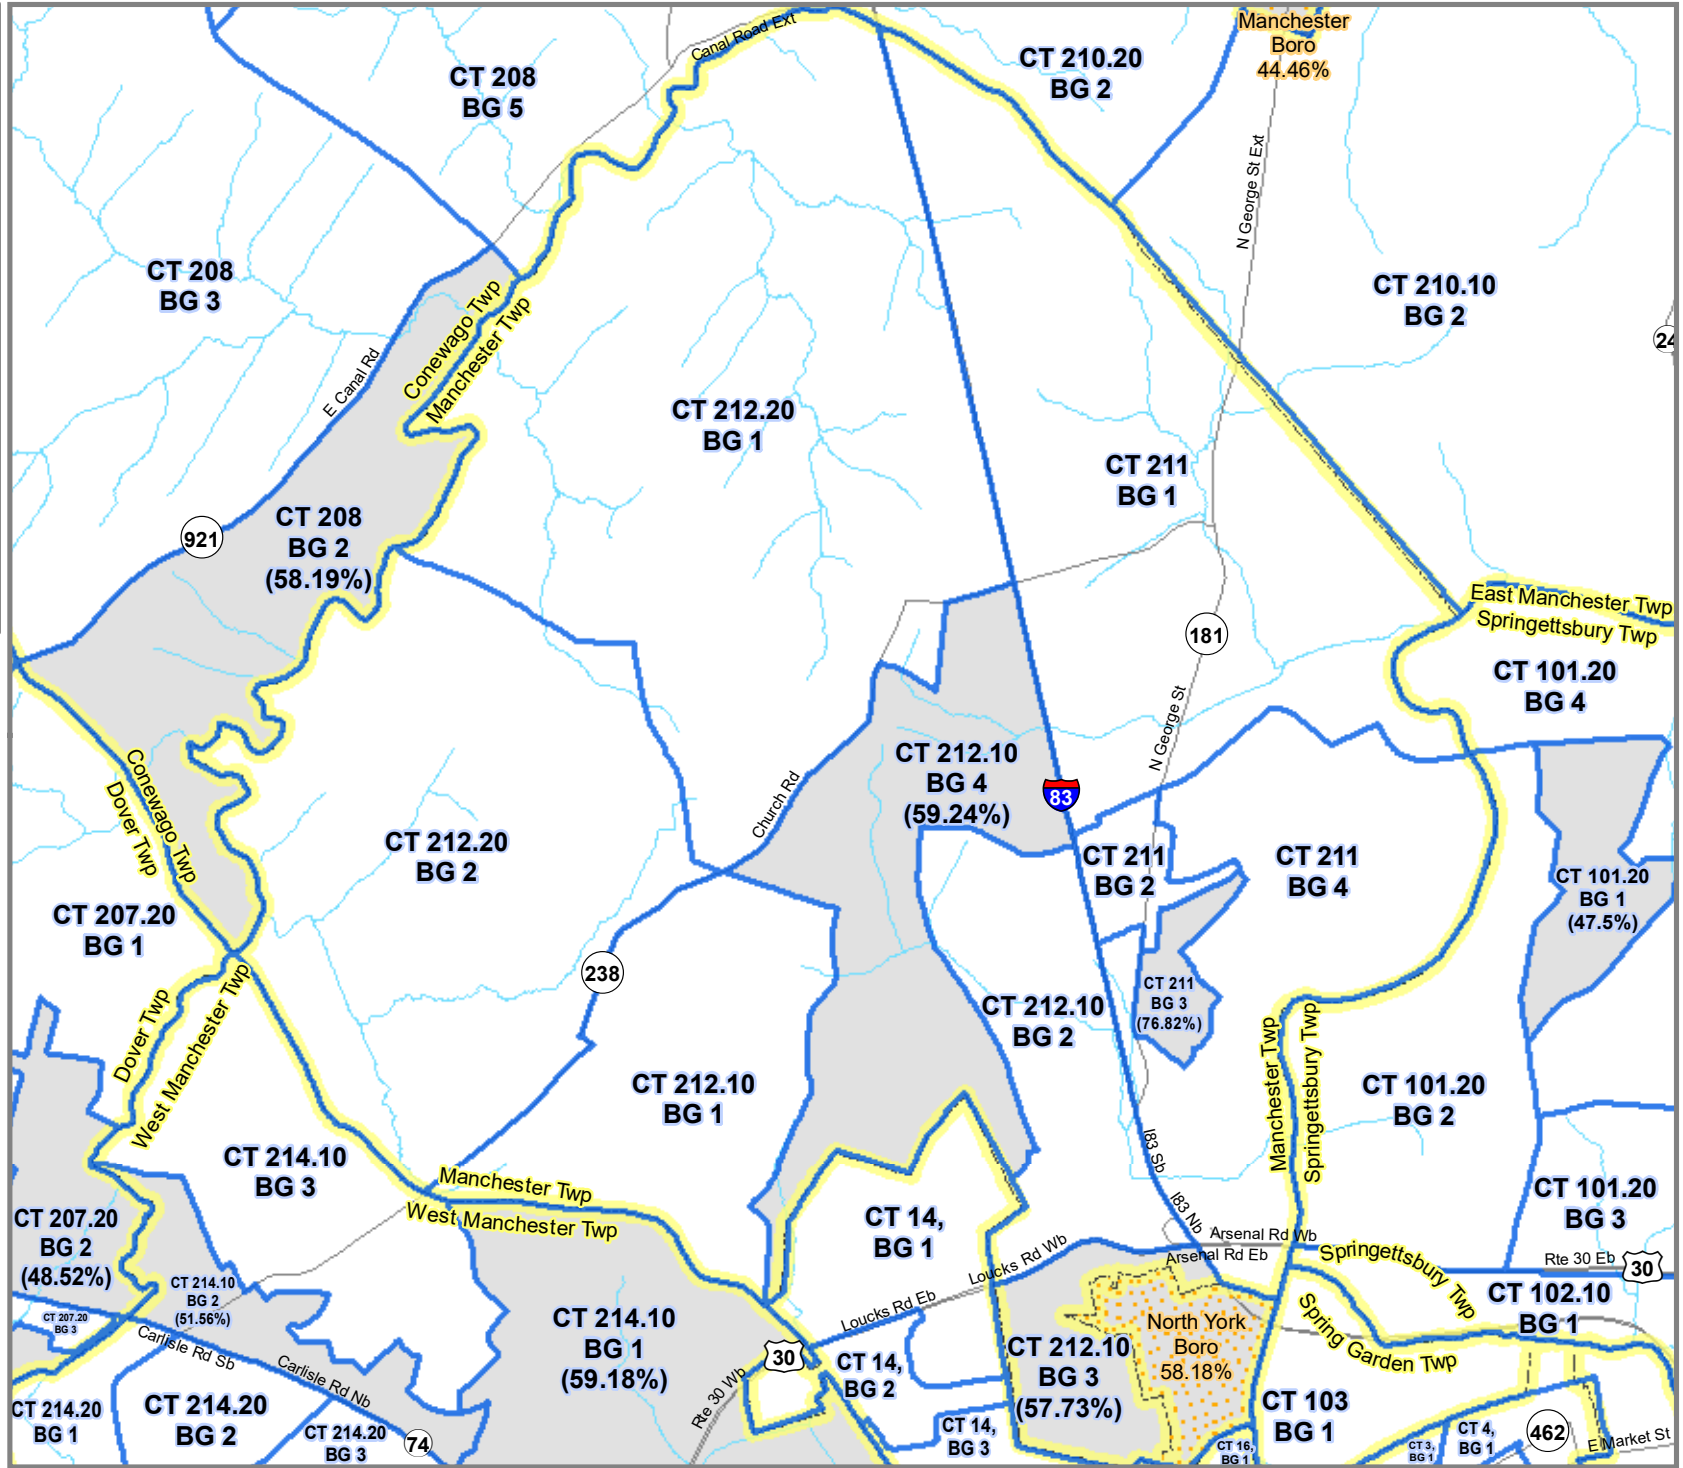 Manchester
Boro
44.46%
Canal Road Ext
CT 210.20
BG 2
CT 208
BG 5
N George St Ext
CT 208
BG 3
CT 210.10
BG 2
24
Conewago Twp
Manchester Twp
E Canal Rd
CT 212.20
BG 1
CT 211
BG 1
921
CT 208
BG 2
(58.19%)
East Manchester Twp
Springettsbury Twp
181
CT 101.20
BG 4
N George St
CT 212.10
BG 4
(59.24%)
83
Church Rd
Conewago Twp
Dover Twp
CT 212.20
BG 2
CT 211
BG 2
CT 211
BG 4
CT 101.20
BG 1
(47.5%)
CT 207.20
BG 1
238
CT 211
BG 3
(76.82%)
CT 212.10
BG 2
Dover Twp
West Manchester Twp
Manchester Twp
Springettsbury Twp
CT 212.10
BG 1
CT 101.20
BG 2
CT 214.10
BG 3
I83 Sb
I83 Nb
Manchester Twp
West Manchester Twp
CT 101.20
BG 3
CT 207.20
BG 2
(48.52%)
CT 14,
BG 1
Arsenal Rd Wb
Arsenal Rd Eb
Loucks Rd Wb
Springettsbury Twp
Rte 30 Eb
30
CT 214.10
BG 2
(51.56%)
CT 207.20
BG 3
Loucks Rd Eb
CT 102.10
BG 1
Spring Garden Twp
CT 214.10
BG 1
(59.18%)
North York
Boro
58.18%
Carlisle Rd Sb
Carlisle Rd Nb
30
CT 212.10
BG 3
(57.73%)
CT 14,
BG 2
Rte 30 Wb
CT 214.20
BG 1
CT 214.20
BG 2
CT 214.20
BG 3
74
CT 14,
BG 3
CT 103
BG 1
CT 16,
BG 1
CT 3,
BG 1
CT 4,
BG 1
462
E Market St